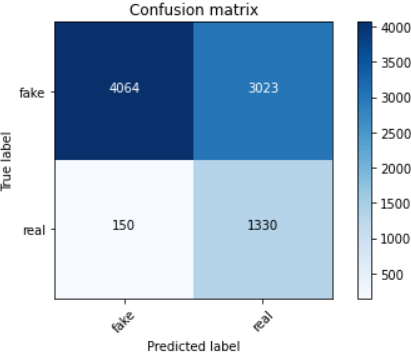 Confusion matrix
True label
fake
4064 3023
real
150 1330
fake real
Predicted label
4000
3500
3000
2500
2000
1500
1000
500